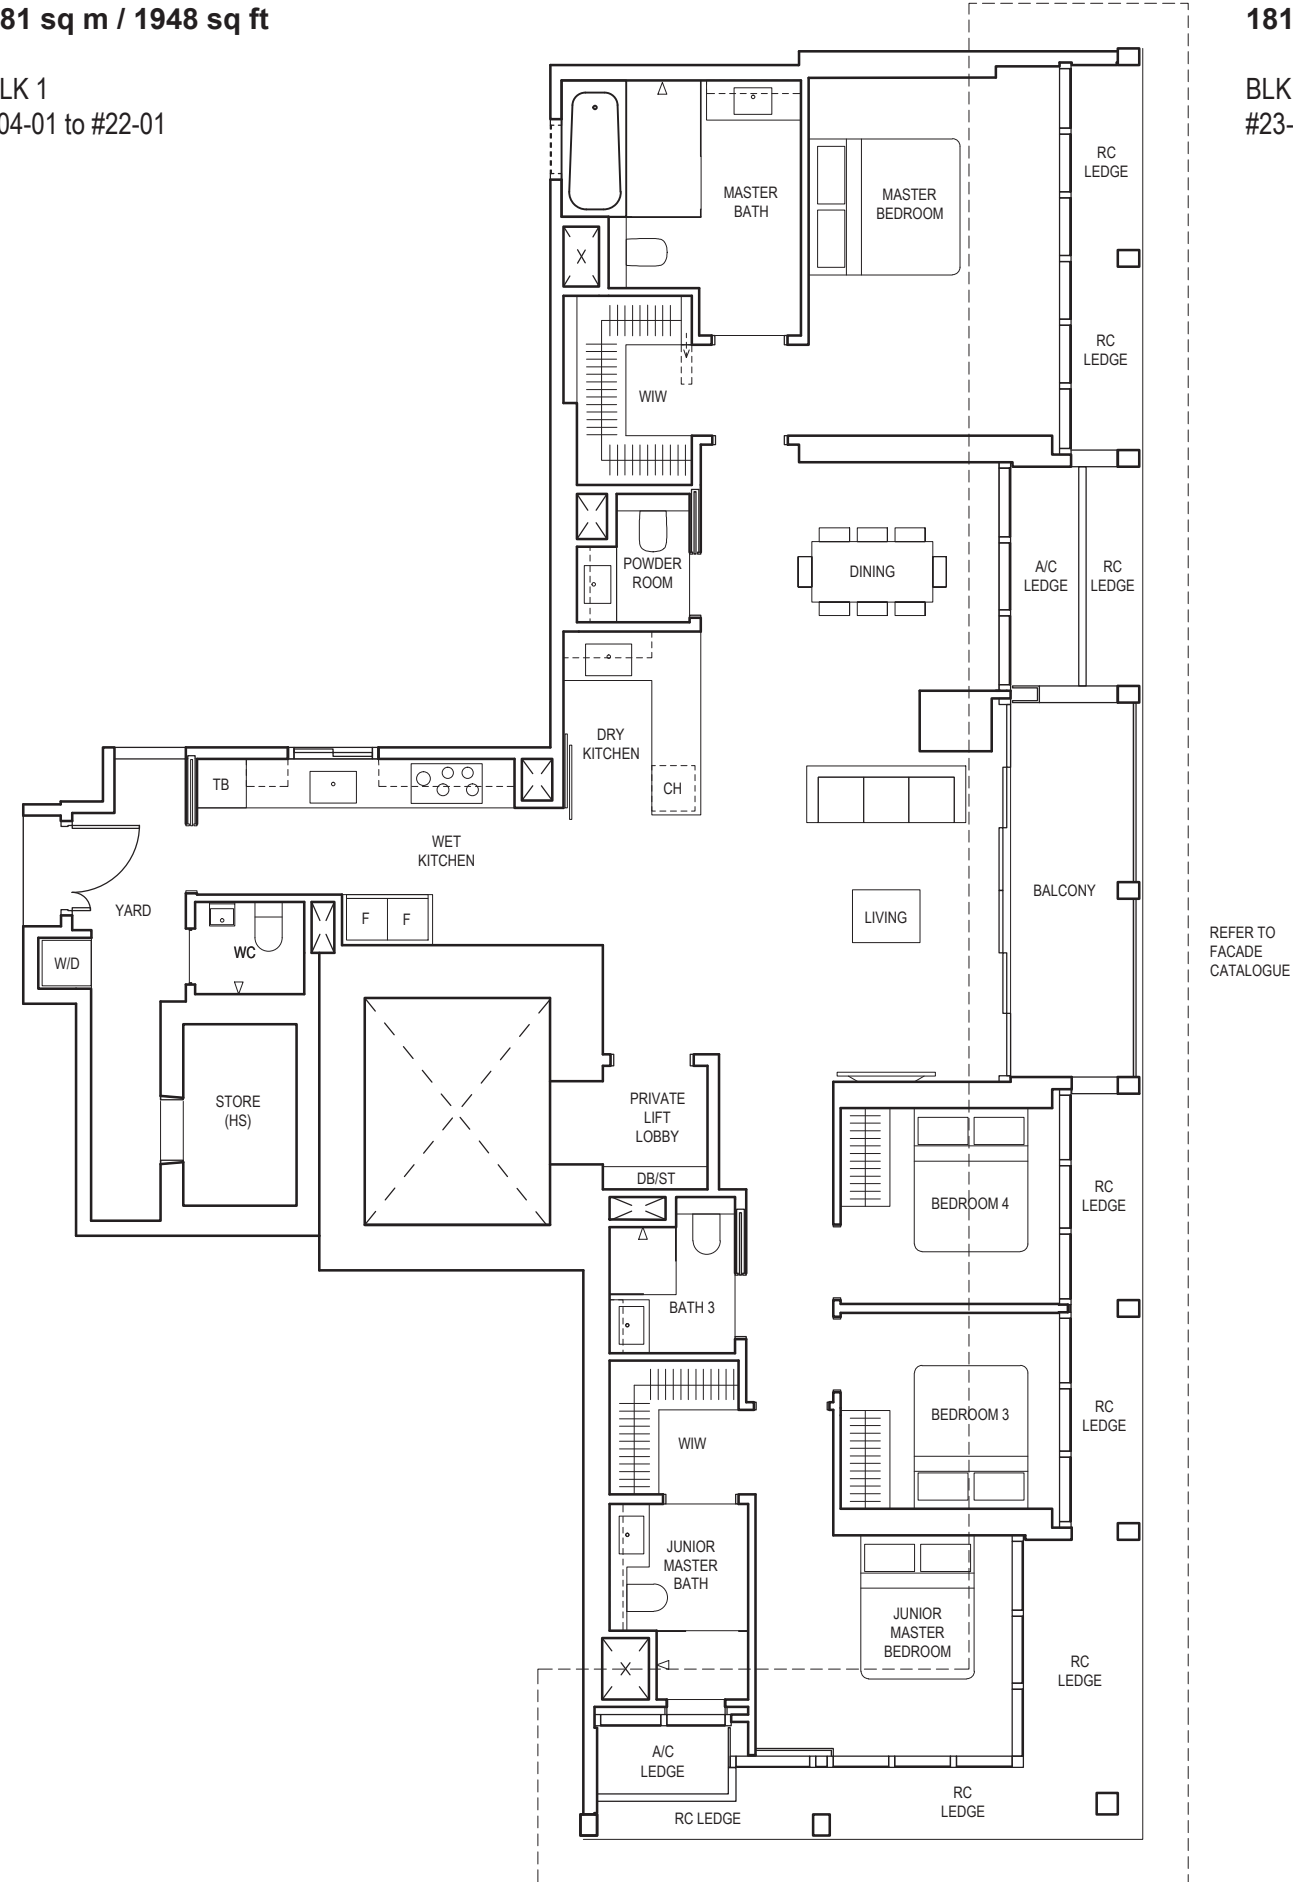 81 sq m / 1948 sq ft
LK 1
04-01 to #22-01
181
BLK
#23-
RC
LEDGE
MASTER
BATH
MASTER
BEDROOM
RC
LEDGE
WIW
POWDER
ROOM
DINING
A/C
LEDGE
RC
LEDGE
DRY
KITCHEN
TB
CH
WET
KITCHEN
YARD
F
F
LIVING
BALCONY
REFER TO
FACADE
CATALOGUE
WC
W/D
STORE
(HS)
PRIVATE
LIFT
LOBBY
DB/ST
BEDROOM 4
RC
LEDGE
BATH 3
BEDROOM 3
RC
LEDGE
WIW
JUNIOR
MASTER
BATH
JUNIOR
MASTER
BEDROOM
RC
LEDGE
A/C
LEDGE
RC LEDGE
RC
LEDGE